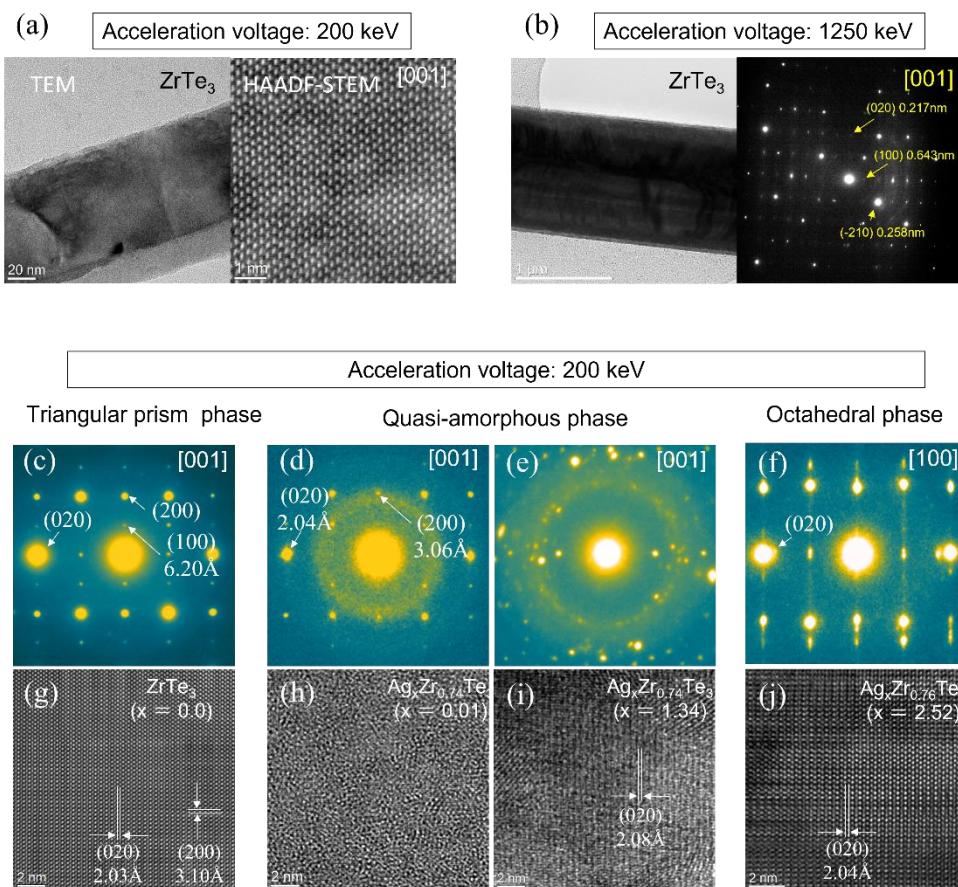 (a)
Acceleration voltage: 200 keV
TEM
ZrTe3
20 nm
HAADF-STEM
[001]
1 nm
(b)
Acceleration voltage: 1250 keV
ZrTe3
1 μm
[001]
(020) 0.217nm
(100) 0.643nm
(-210) 0.258nm
Acceleration voltage: 200 keV
Triangular prism phase
Quasi-amorphous phase
Octahedral phase
(c)
[001]
(020)
(200)
(100)
6.20Å
(d)
[001]
(020)
2.04Å
(200)
3.06Å
(e)
[001]
(f)
[100]
(020)
(g)
ZrTe3
(x = 0.0)
(020)
2.03Å
(200)
3.10Å
2 nm
(h)
AgxZr0.74Te
(x = 0.01)
2 nm
(i)
AgxZr0.74Te3
(x = 1.34)
(020)
2.08Å
2 nm
(j)
AgxZr0.76Te
(x = 2.52)
(020)
2.04Å
2 nm